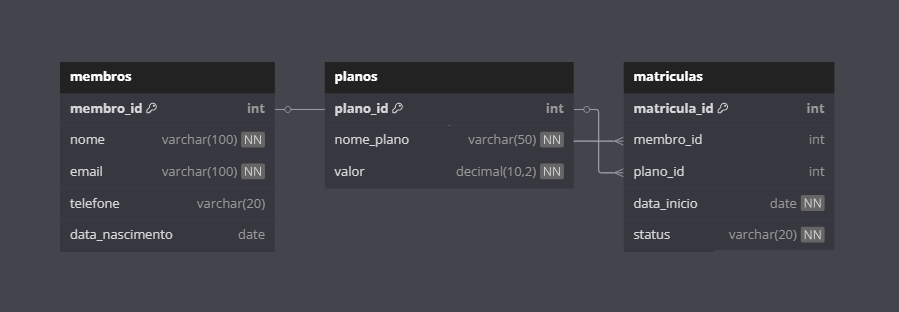 membros
membro_id int
nome varchar(100) NN
email varchar(100) NN
telefone varchar(20)
data_nascimento date
planos
plano_id int
nome_plano varchar(50) NN
valor decimal(10,2) NN
matriculas
matricula_id int
membro_id int
plano_id int
data_inicio date NN
status varchar(20) NN